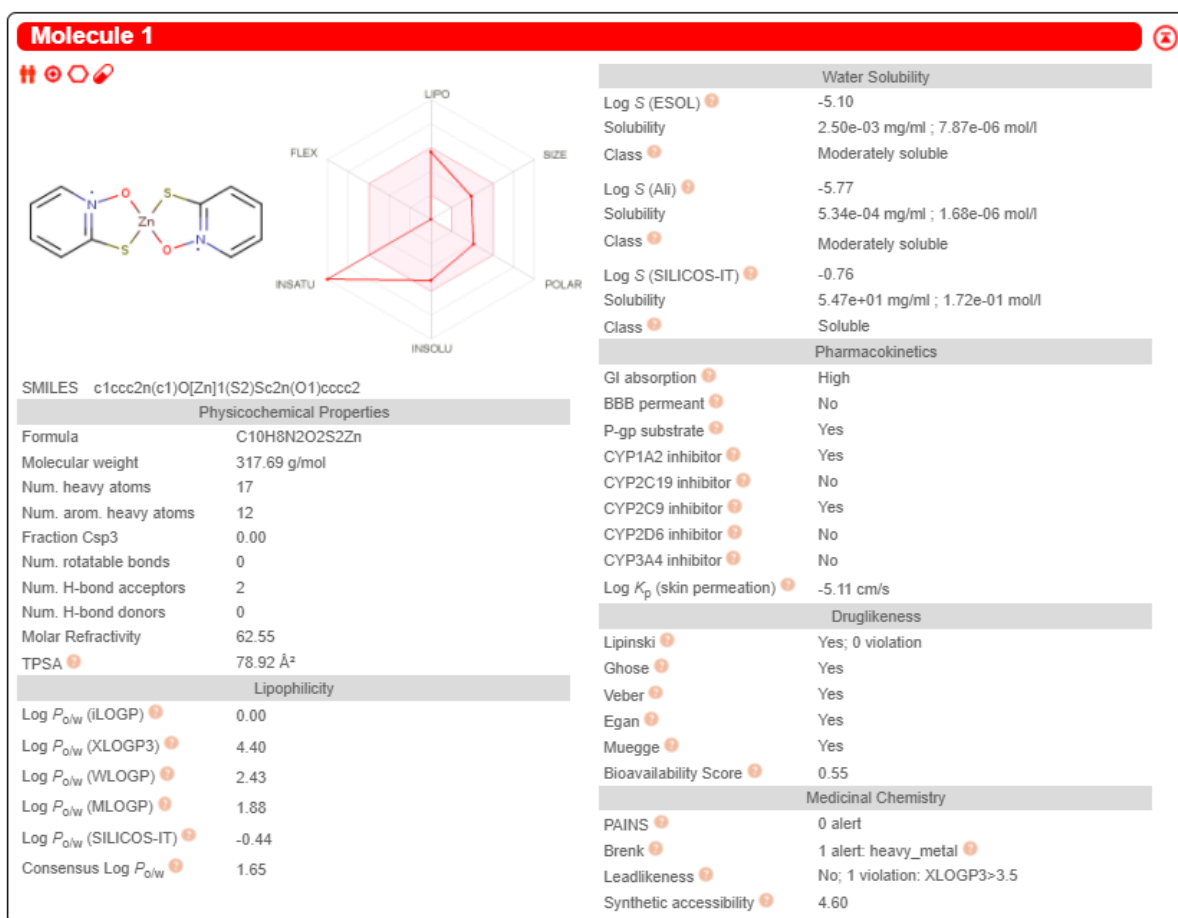 Molecule 1
LIPO
FLEX
SIZE
INSATU
POLAR
INSOLU
N
O
S
Zn
S
O
N
SMILES c1ccc2n(c1)O[Zn]1(S2)Sc2n(O1)cccc2
Physicochemical Properties
Formula C10H8N2O2S2Zn
Molecular weight 317.69 g/mol
Num. heavy atoms 17
Num. arom. heavy atoms 12
Fraction Csp3 0.00
Num. rotatable bonds 0
Num. H-bond acceptors 2
Num. H-bond donors 0
Molar Refractivity 62.55
TPSA ? 78.92 Å²
Lipophilicity
Log Po/w (iLOGP) ? 0.00
Log Po/w (XLOGP3) ? 4.40
Log Po/w (WLOGP) ? 2.43
Log Po/w (MLOGP) ? 1.88
Log Po/w (SILICOS-IT) ? -0.44
Consensus Log Po/w ? 1.65
Water Solubility
Log S (ESOL) ? -5.10
Solubility 2.50e-03 mg/ml ; 7.87e-06 mol/l
Class ? Moderately soluble
Log S (Ali) ? -5.77
Solubility 5.34e-04 mg/ml ; 1.68e-06 mol/l
Class ? Moderately soluble
Log S (SILICOS-IT) ? -0.76
Solubility 5.47e+01 mg/ml ; 1.72e-01 mol/l
Class ? Soluble
Pharmacokinetics
GI absorption ? High
BBB permeant ? No
P-gp substrate ? Yes
CYP1A2 inhibitor ? Yes
CYP2C19 inhibitor ? No
CYP2C9 inhibitor ? Yes
CYP2D6 inhibitor ? No
CYP3A4 inhibitor ? No
Log Kp (skin permeation) ? -5.11 cm/s
Druglikeness
Lipinski ? Yes; 0 violation
Ghose ? Yes
Veber ? Yes
Egan ? Yes
Muegge ? Yes
Bioavailability Score ? 0.55
Medicinal Chemistry
PAINS ? 0 alert
Brenk ? 1 alert: heavy_metal ?
Leadlikeness ? No; 1 violation: XLOGP3>3.5
Synthetic accessibility ? 4.60